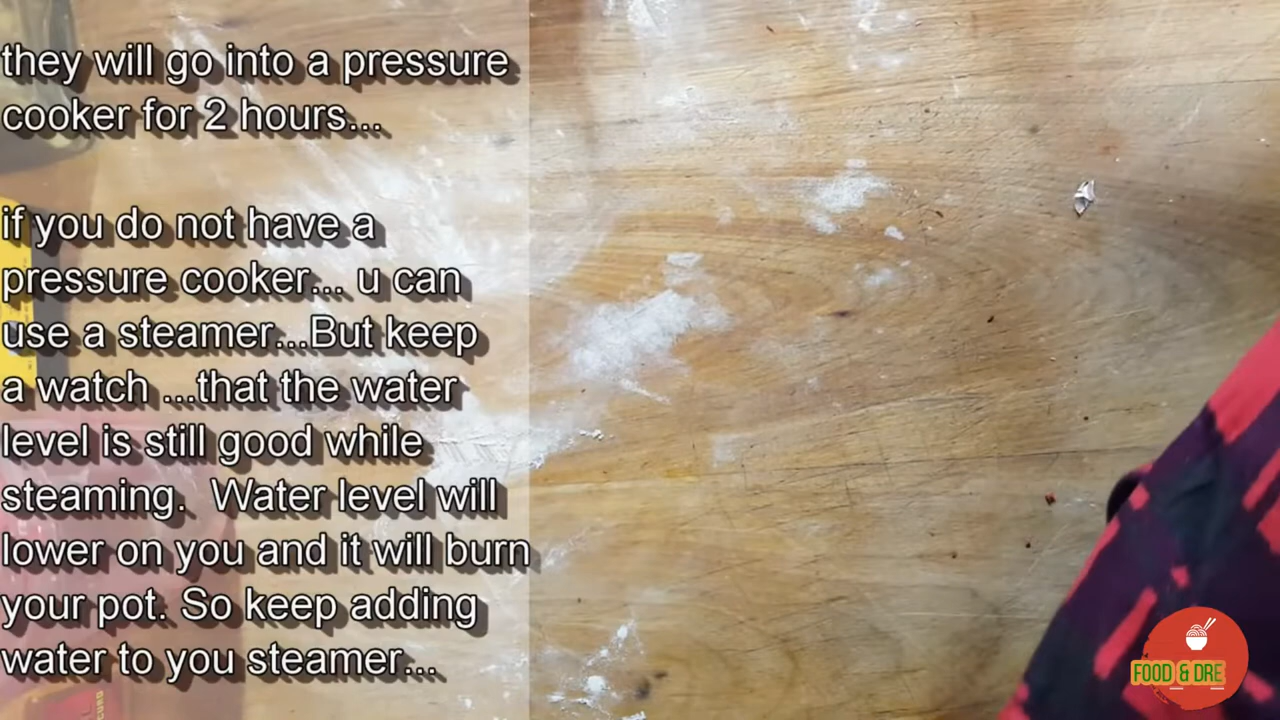 they will go into a pressure
cooker for 2 hours...
if you do not have a
pressure cooker... u can
use a steamer...But keep
a watch ...that the water
level is still good while
steaming.  Water level will
lower on you and it will burn
your pot. So keep adding
water to you steamer...
FOOD & DRE